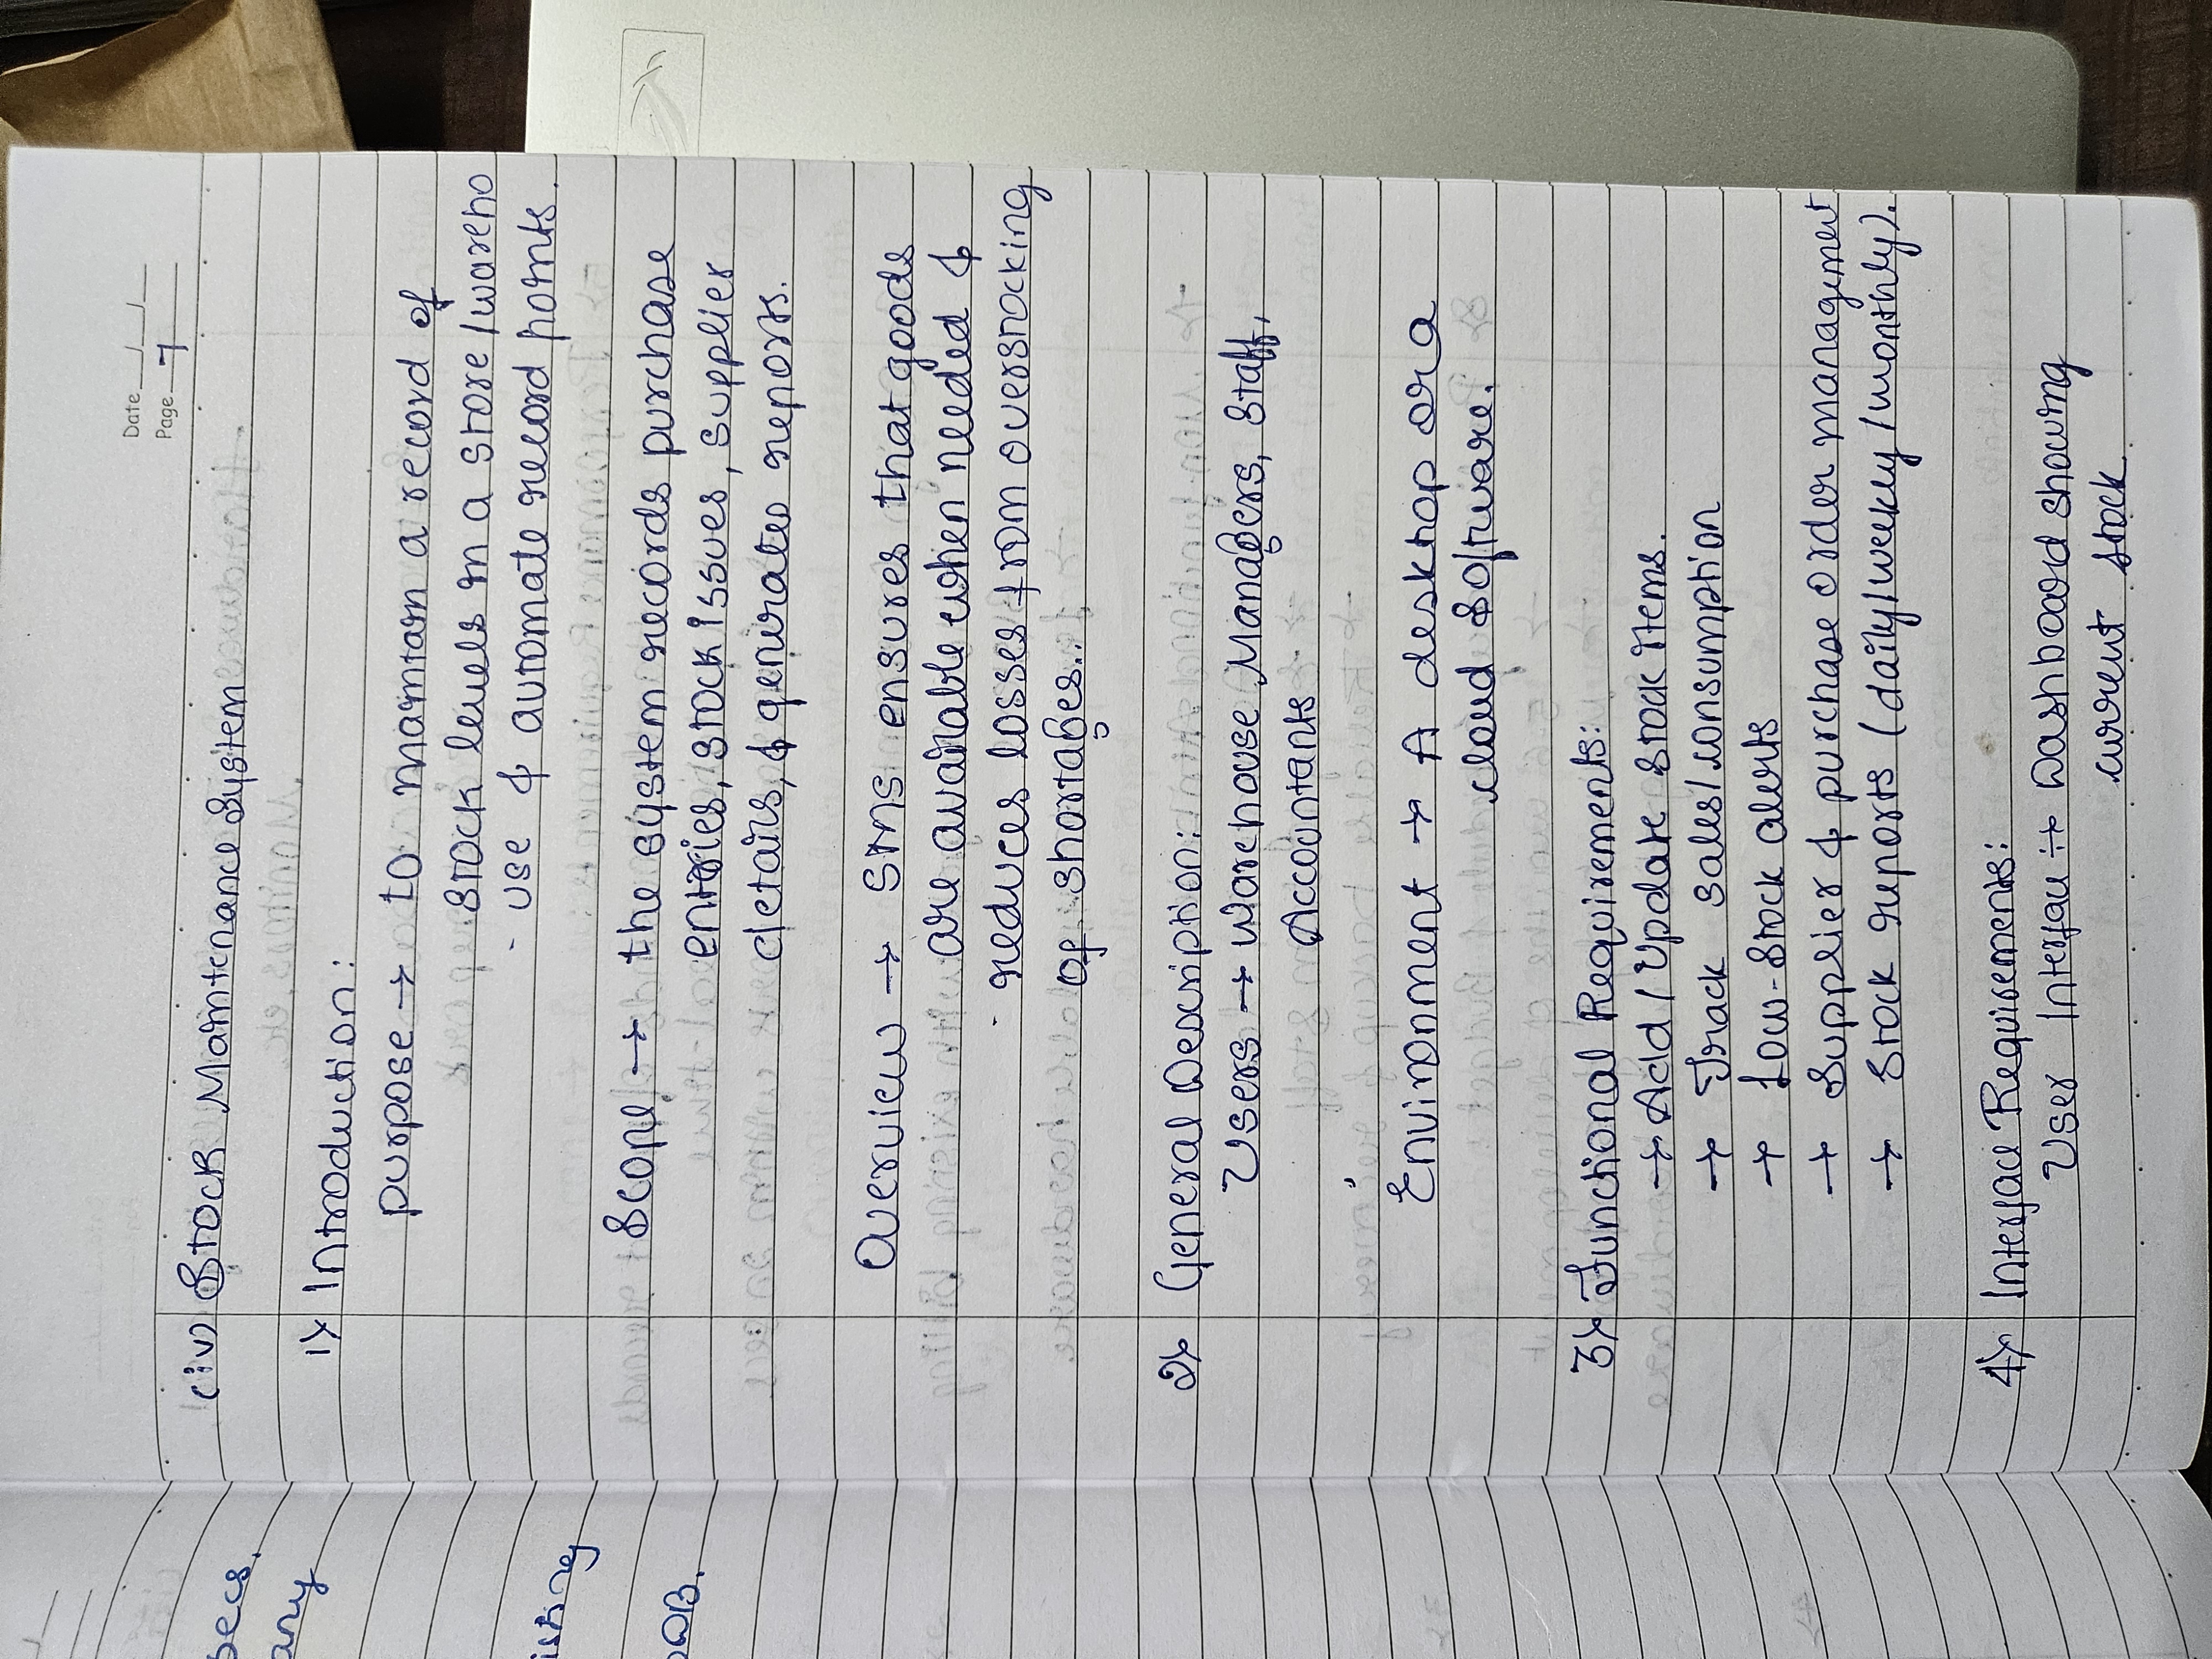 Date
Page 7
(iv) Stock Maintenance System
1) Introduction:
purpose → to maintain a record of
stock levels in a store/wareho
use & automate record points.
Scope → the system records purchase
entries, stock issues, supplier
details, & generates reports.
Overview → SMS ensures that goods
are available when needed &
reduces losses from overstocking
of shortages..
2) General Description:
Users → Warehouse Managers, Staff,
Accountants
Environment → A desktop or a
cloud Software.
3) Functional Requirements:
→ Add / Update Stock Items.
→ Track sales/consumption
→ Low-Stock alerts
→ Supplier & purchase order management
→ Stock reports (daily/weekly/monthly).
4) Interface Requirements:
User Interface :→ Dashboard showing
current stock
secs.
any
isting